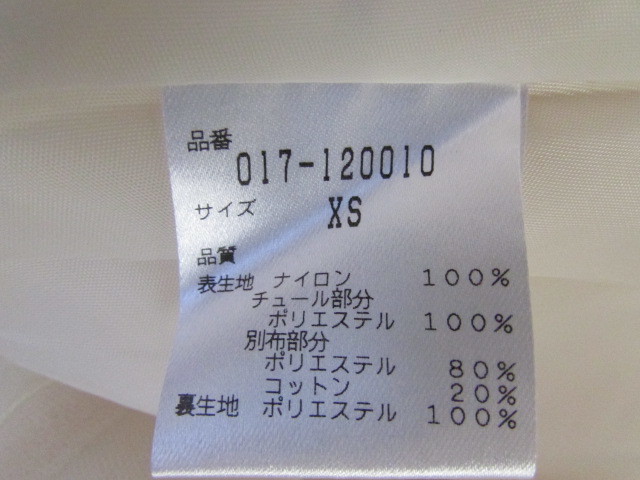 品番
017-120010
サイズ XS
品質
表生地 ナイロン 100%
チュール部分
ポリエステル 100%
別布部分
ポリエステル 80%
コットン 20%
裏生地 ポリエステル 100%